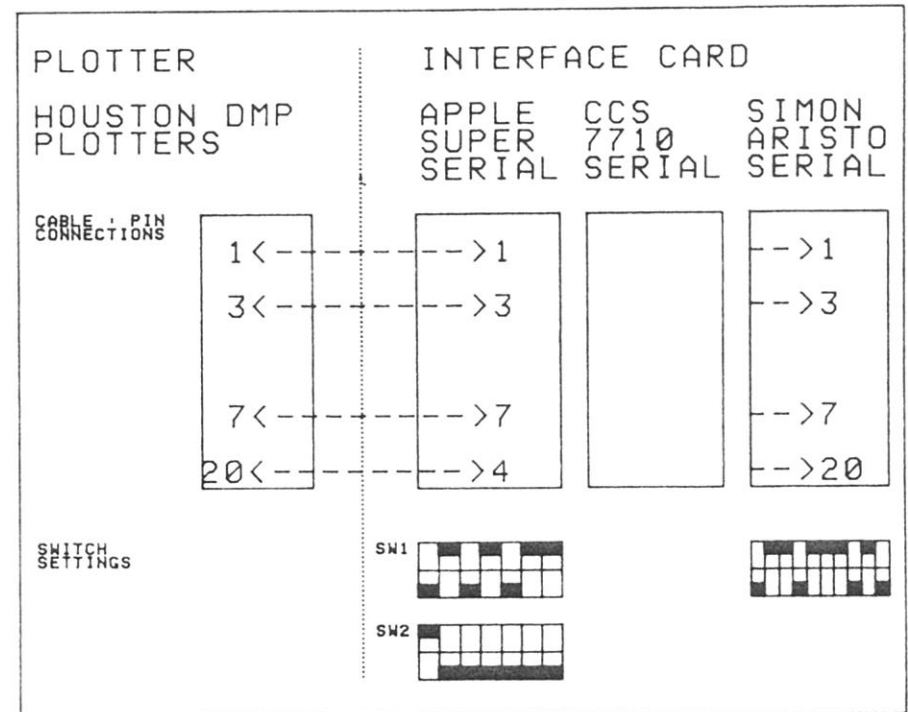 PLOTTER
INTERFACE CARD
HOUSTON DMP
PLOTTERS
APPLE
SUPER
SERIAL
CCS
7710
SERIAL
SIMON
ARISTO
SERIAL
CABLE : PIN
CONNECTIONS
1<----------->1 -->1
3<----------->3 -->3
7<----------->7 -->7
20<----------->4 -->20
SWITCH
SETTINGS
SW1
SW2